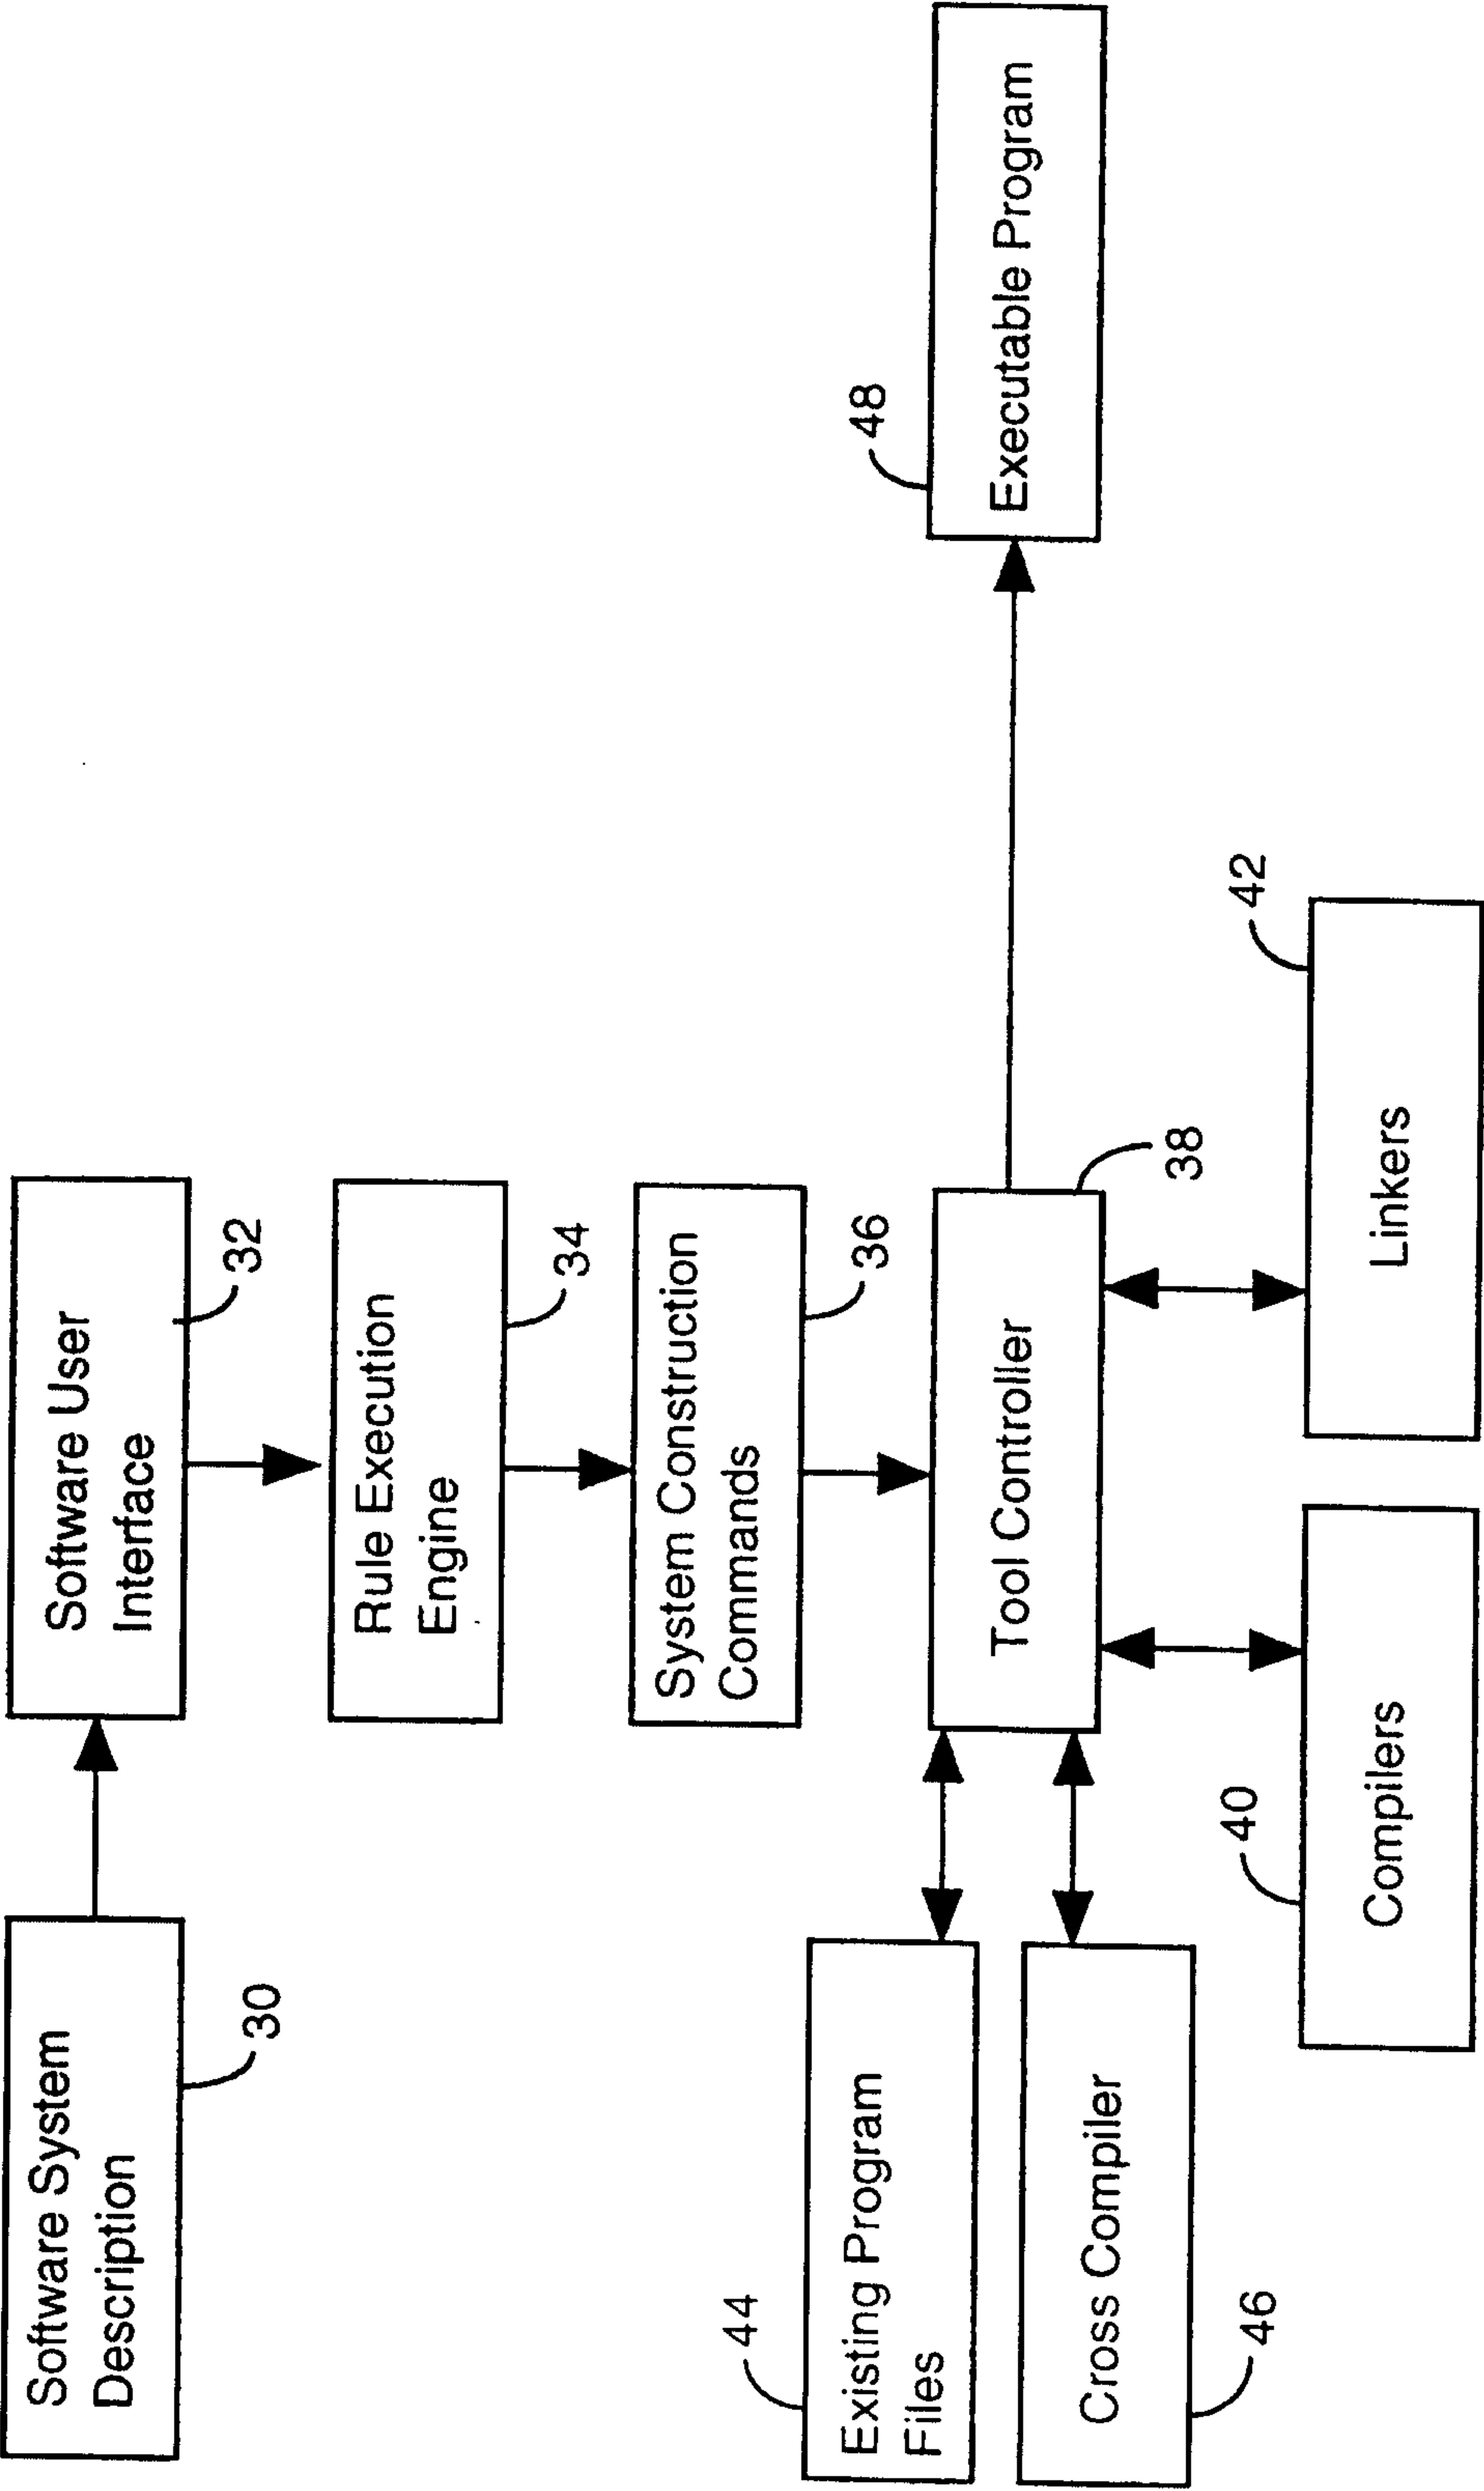 Software System
Description
30
Software User
Interface
32
Rule Execution
Engine
34
System Construction
Commands
36
Existing Program
Files
44
Tool Controller
38
Executable Program
48
Cross Compiler
46
Compilers
40
Linkers
42